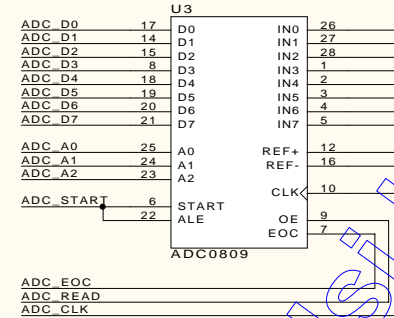 U3
ADC_D0 17 D0 IN0 26
ADC_D1 14 D1 IN1 27
ADC_D2 15 D2 IN2 28
ADC_D3 8 D3 IN3 1
ADC_D4 18 D4 IN4 2
ADC_D5 19 D5 IN5 3
ADC_D6 20 D6 IN6 4
ADC_D7 21 D7 IN7 5
ADC_A0 25 A0 REF+ 12
ADC_A1 24 A1 REF- 16
ADC_A2 23 A2
CLK 10
ADC_START 6 START
22 ALE OE 9
EOC 7
ADC0809
ADC_EOC
ADC_READ
ADC_CLK